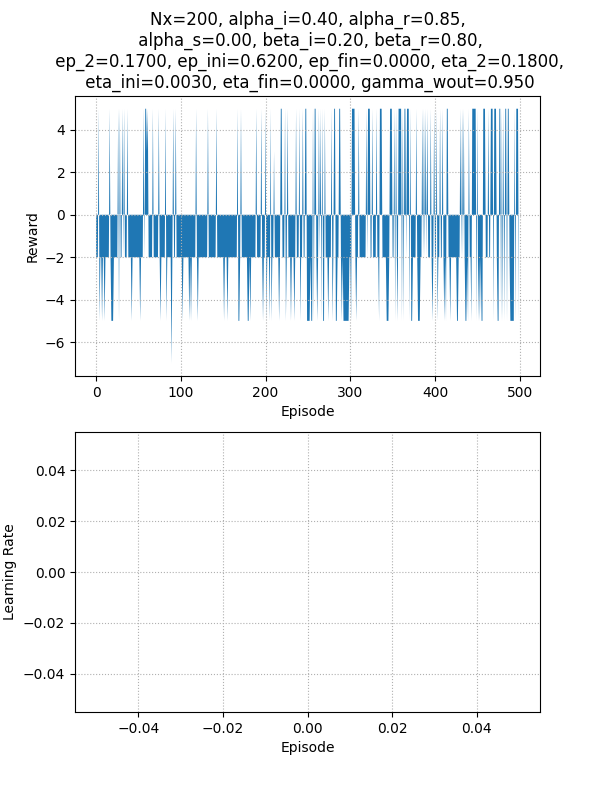 Nx=200, alpha_i=0.40, alpha_r=0.85,
alpha_s=0.00, beta_i=0.20, beta_r=0.80,
ep_2=0.1700, ep_ini=0.6200, ep_fin=0.0000, eta_2=0.1800,
eta_ini=0.0030, eta_fin=0.0000, gamma_wout=0.950
4
2
0
−2
−4
−6
Reward
0 100 200 300 400 500
Episode
0.04
0.02
0.00
−0.02
−0.04
Learning Rate
−0.04 −0.02 0.00 0.02 0.04
Episode